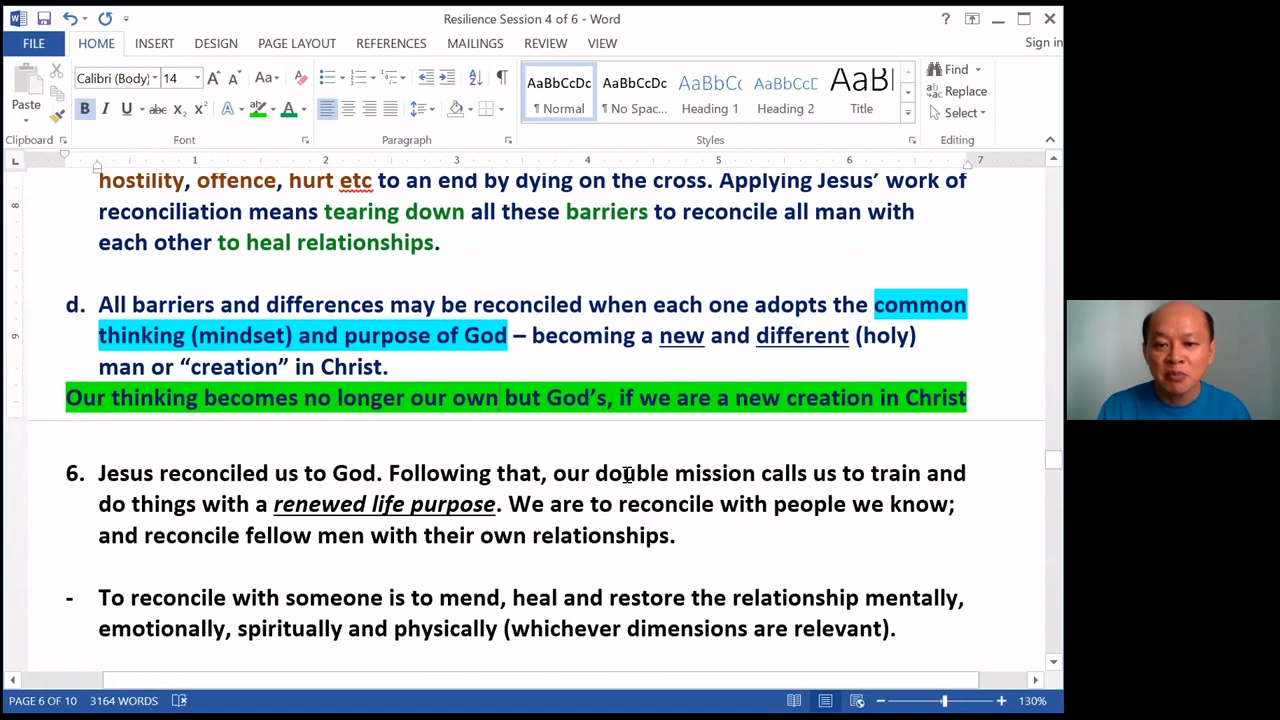 Resilience Session 4 of 6 - Word
FILE HOME INSERT DESIGN PAGE LAYOUT REFERENCES MAILINGS REVIEW VIEW Sign in
Calibri (Body) 14
Paste
Find
Replace
Select
AaBbCcDc AaBbCcDc AaBbCc AaBbCcD AaB
¶ Normal ¶ No Spac... Heading 1 Heading 2 Title
Clipboard Font Paragraph Styles Editing
1 2 3 4 5 6 7
hostility, offence, hurt etc to an end by dying on the cross. Applying Jesus’ work of
reconciliation means tearing down all these barriers to reconcile all man with
each other to heal relationships.
d. All barriers and differences may be reconciled when each one adopts the common
thinking (mindset) and purpose of God – becoming a new and different (holy)
man or “creation” in Christ.
Our thinking becomes no longer our own but God’s, if we are a new creation in Christ
6. Jesus reconciled us to God. Following that, our double mission calls us to train and
do things with a renewed life purpose. We are to reconcile with people we know;
and reconcile fellow men with their own relationships.
- To reconcile with someone is to mend, heal and restore the relationship mentally,
emotionally, spiritually and physically (whichever dimensions are relevant).
PAGE 6 OF 10 3164 WORDS 130%